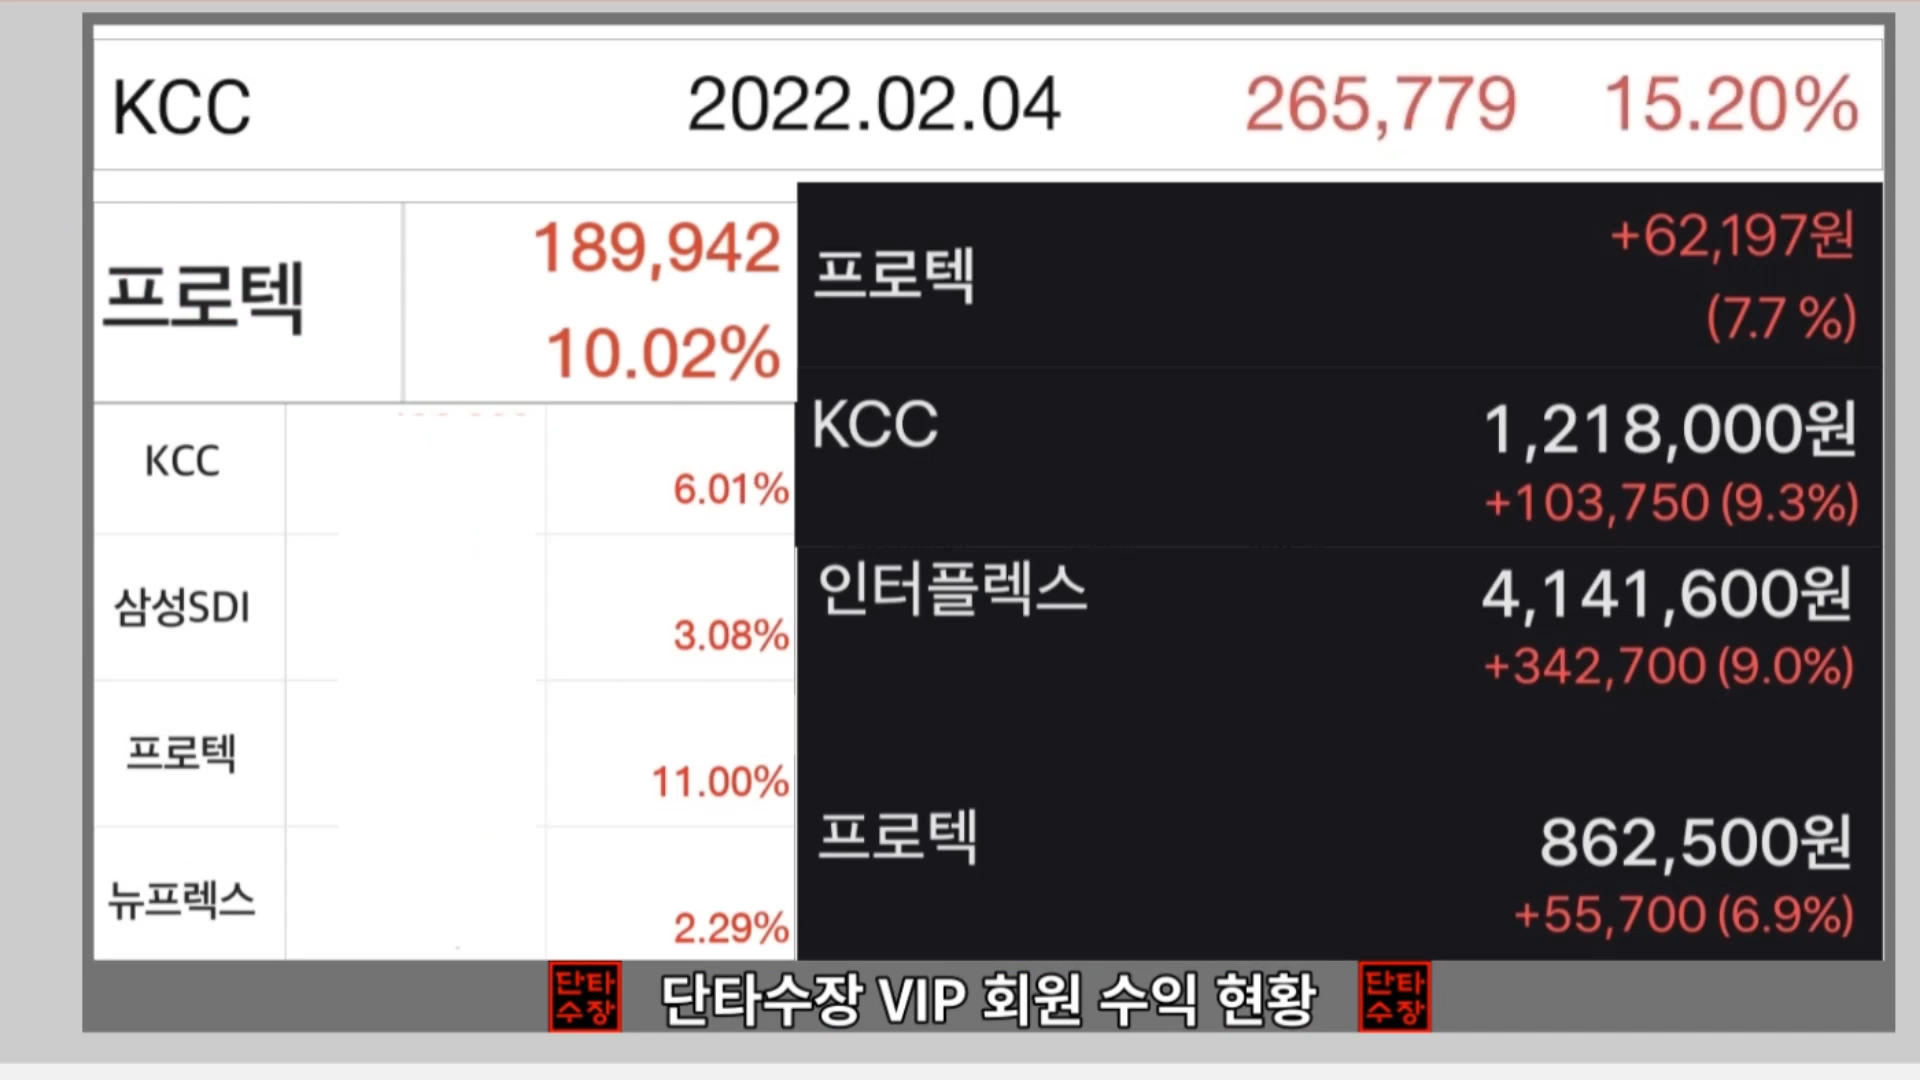 KCC 2022.02.04 265,779 15.20%
프로텍 189,942
10.02%
KCC 6.01%
삼성SDI 3.08%
프로텍 11.00%
뉴프렉스 2.29%
프로텍 +62,197원
(7.7 %)
KCC 1,218,000원
+103,750 (9.3%)
인터플렉스 4,141,600원
+342,700 (9.0%)
프로텍 862,500원
+55,700 (6.9%)
단타
수장
단타수장 VIP 회원 수익 현황
단타
수장